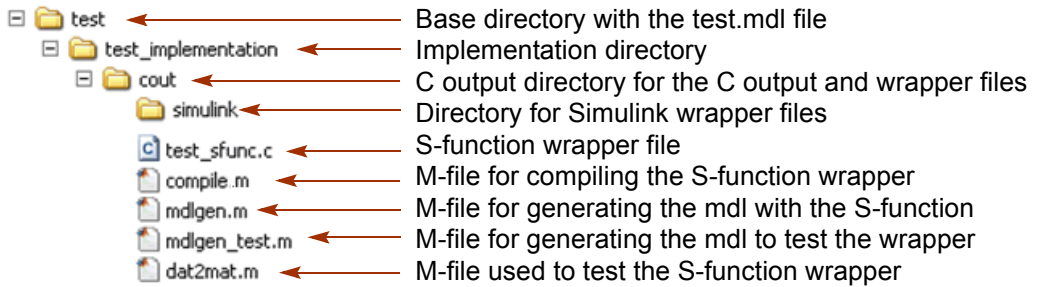 test Base directory with the test.mdl file
test_implementation Implementation directory
cout C output directory for the C output and wrapper files
simulink Directory for Simulink wrapper files
test_sfunc.c S-function wrapper file
compile.m M-file for compiling the S-function wrapper
mdlgen.m M-file for generating the mdl with the S-function
mdlgen_test.m M-file for generating the mdl to test the wrapper
dat2mat.m M-file used to test the S-function wrapper